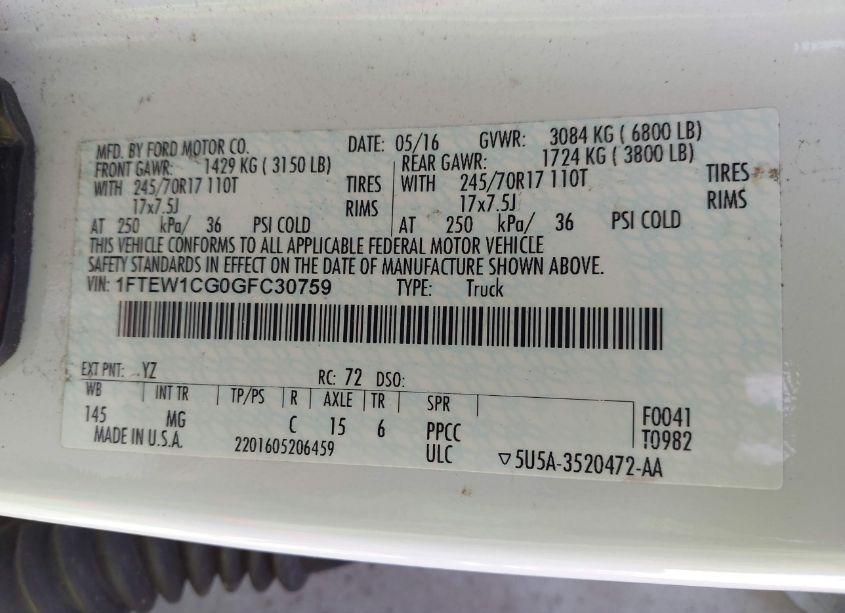 MFD. BY FORD MOTOR CO. DATE: 05/16 GVWR: 3084 KG ( 6800 LB)
FRONT GAWR: 1429 KG ( 3150 LB) REAR GAWR: 1724 KG ( 3800 LB)
WITH 245/70R17 110T TIRES WITH 245/70R17 110T TIRES
17x7.5J RIMS 17x7.5J RIMS
AT 250 kPa/ 36 PSI COLD AT 250 kPa/ 36 PSI COLD
THIS VEHICLE CONFORMS TO ALL APPLICABLE FEDERAL MOTOR VEHICLE
SAFETY STANDARDS IN EFFECT ON THE DATE OF MANUFACTURE SHOWN ABOVE.
VIN: 1FTEW1CG0GFC30759 TYPE: Truck
EXT PNT: YZ RC: 72 DSO:
WB INT TR TP/PS R AXLE TR SPR
145 MG C 15 6 PPCC F0041
MADE IN U.S.A. 2201605206459 ULC ▽5U5A-3520472-AA T0982